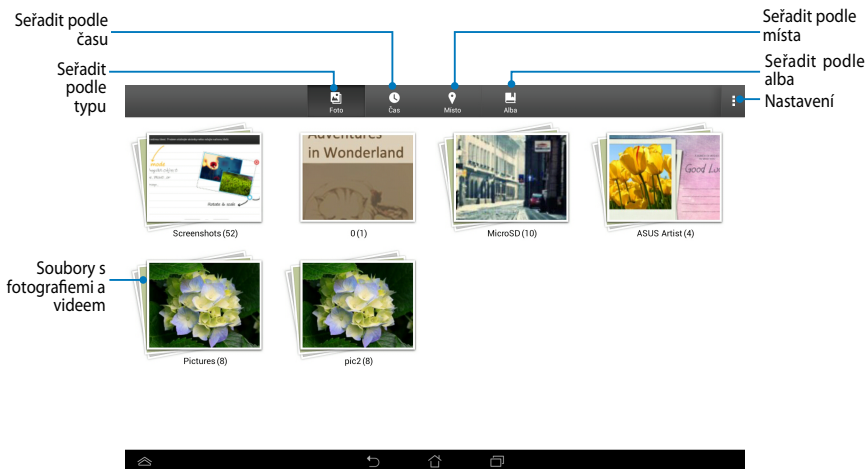 Seřadit podle
času
Seřadit
podle
typu
Seřadit podle
místa
Seřadit podle
alba
Nastavení
Foto
Čas
Místo
Alba
Adventures
in Wonderland
Good Lu
Screenshots (52)
0 (1)
MicroSD (10)
ASUS Artist (4)
Soubory s
fotografiemi a
videem
Pictures (8)
pic2 (8)